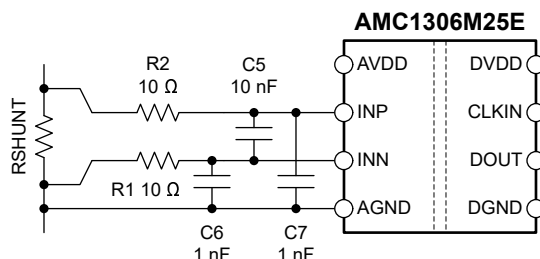 AMC1306M25E
R2
10 Ω
C5
10 nF
AVDD
DVDD
INP
CLKIN
RSHUNT
INN
DOUT
R1 10 Ω
AGND
DGND
C6
1 nF
C7
1 nF